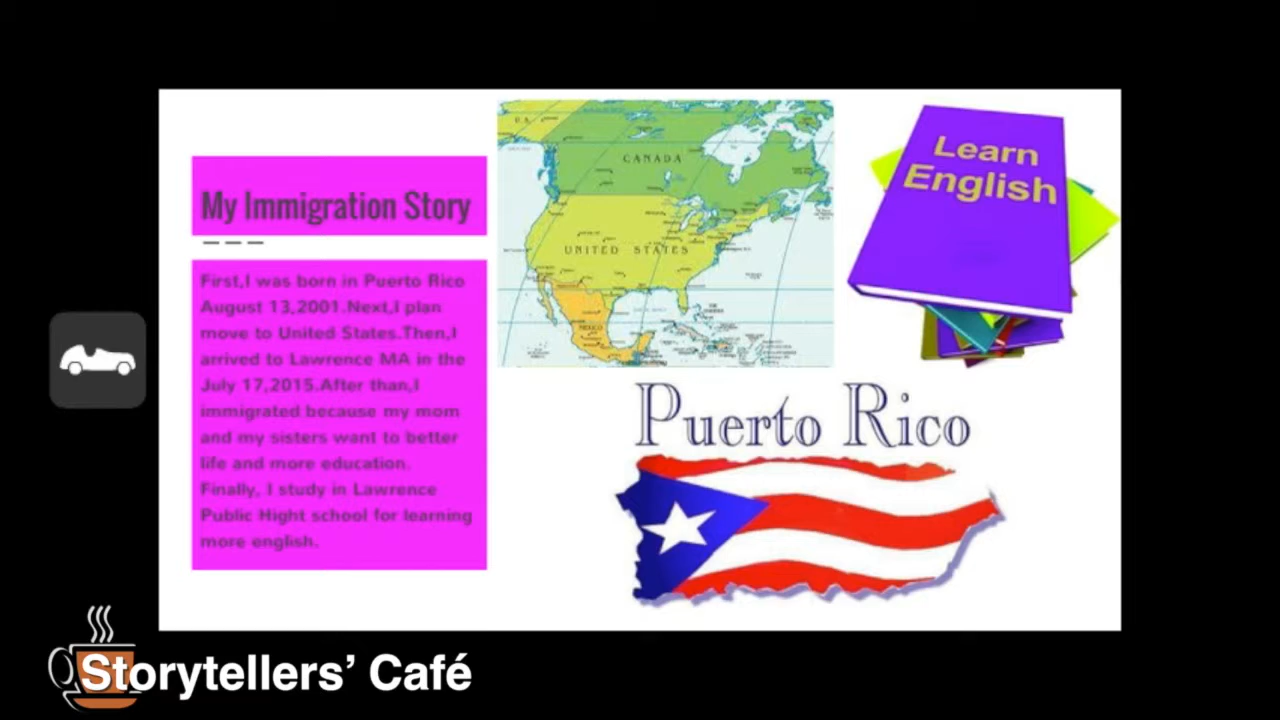 My Immigration Story
First,I was born in Puerto Rico
August 13,2001.Next,I plan
move to United States.Then,I
arrived to Lawrence MA in the
July 17,2015.After than,I
immigrated because my mom
and my sisters want to better
life and more education.
Finally, I study in Lawrence
Public Hight school for learning
more english.
U.S.
CANADA
UNITED STATES
MEXICO
Learn
English
Puerto Rico
Storytellers’ Café